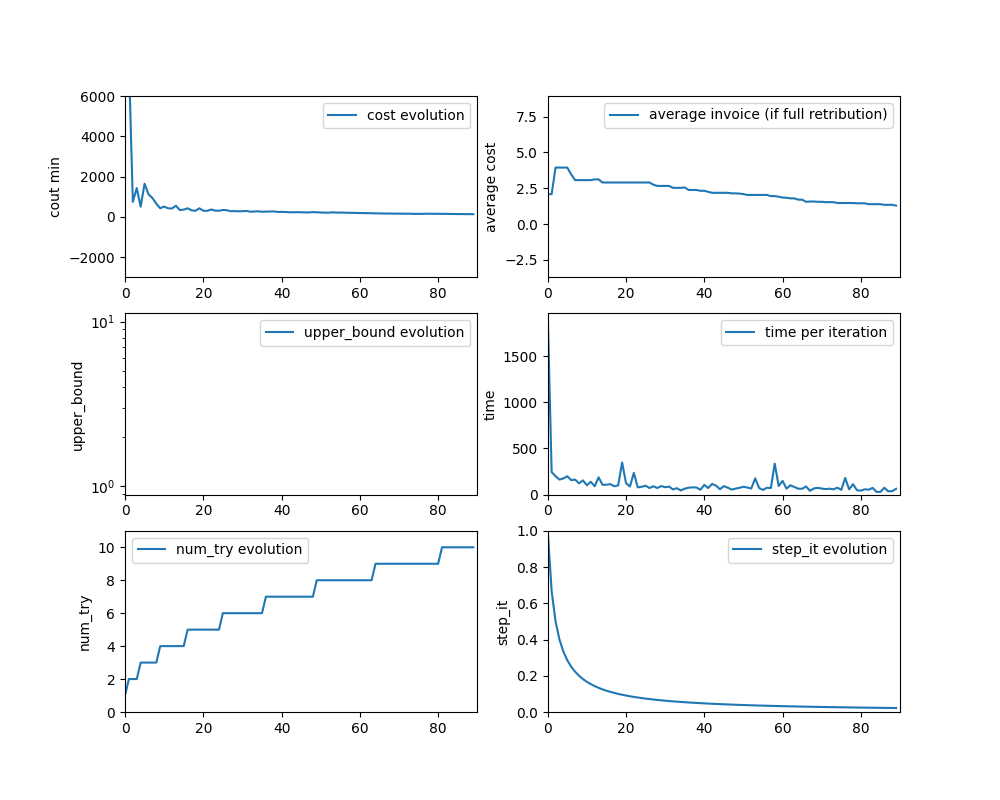 6000
4000
2000
0
−2000
cout min
cost evolution
0 20 40 60 80
7.5
5.0
2.5
0.0
−2.5
average cost
average invoice (if full retribution)
0 20 40 60 80
10¹
10⁰
upper_bound
upper_bound evolution
0 20 40 60 80
1500
1000
500
0
time
time per iteration
0 20 40 60 80
10
8
6
4
2
0
num_try
num_try evolution
0 20 40 60 80
1.0
0.8
0.6
0.4
0.2
0.0
step_it
step_it evolution
0 20 40 60 80